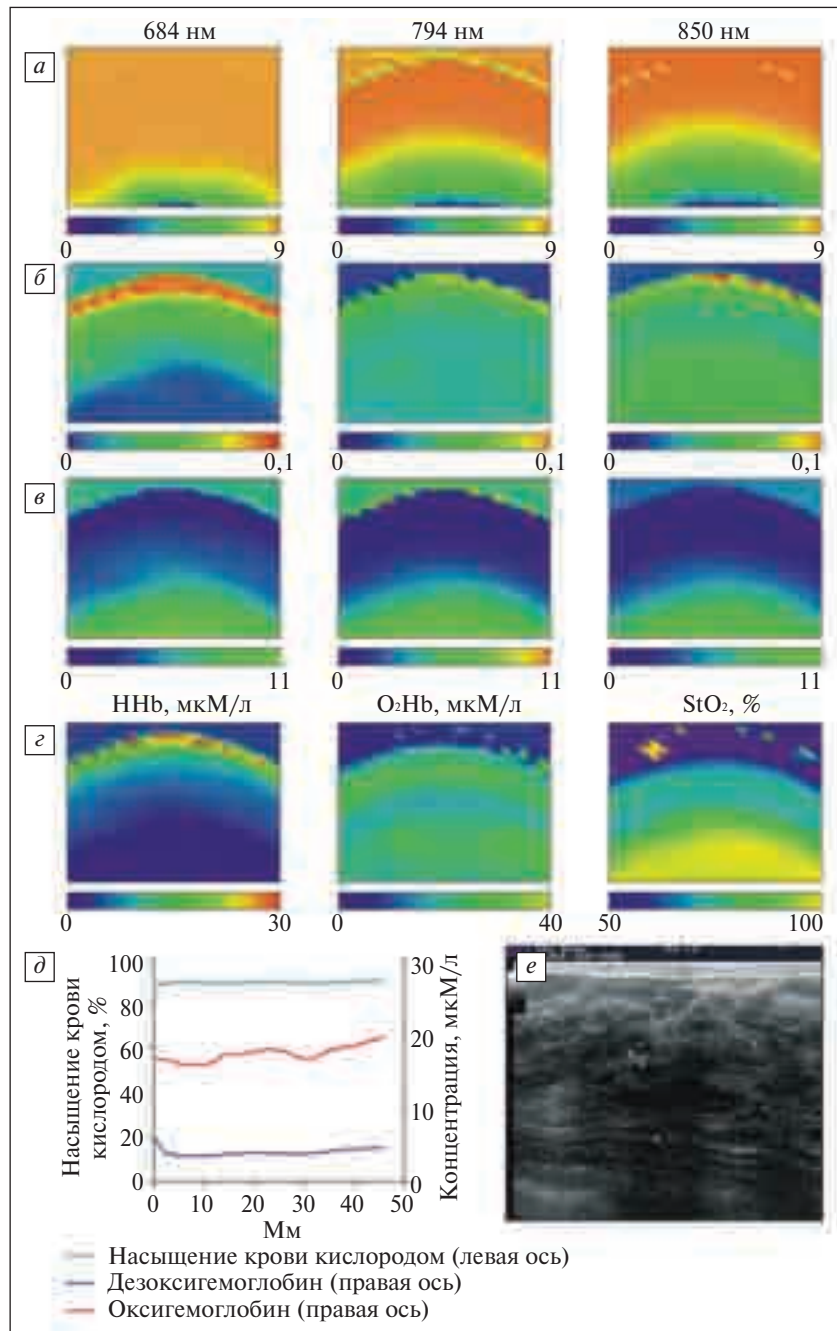 684 нм 794 нм 850 нм
а
0 9 0 9 0 9
б
0 0,1 0 0,1 0 0,1
в
0 11 0 11 0 11
HHb, мкМ/л O₂Hb, мкМ/л StO₂, %
г
0 30 0 40 50 100
д
Насыщение крови
кислородом, %
100
80
60
40
20
0
0 10 20 30 40 50
Мм
30
20
10
0
Концентрация, мкМ/л
е
Насыщение крови кислородом (левая ось)
Дезоксигемоглобин (правая ось)
Оксигемоглобин (правая ось)